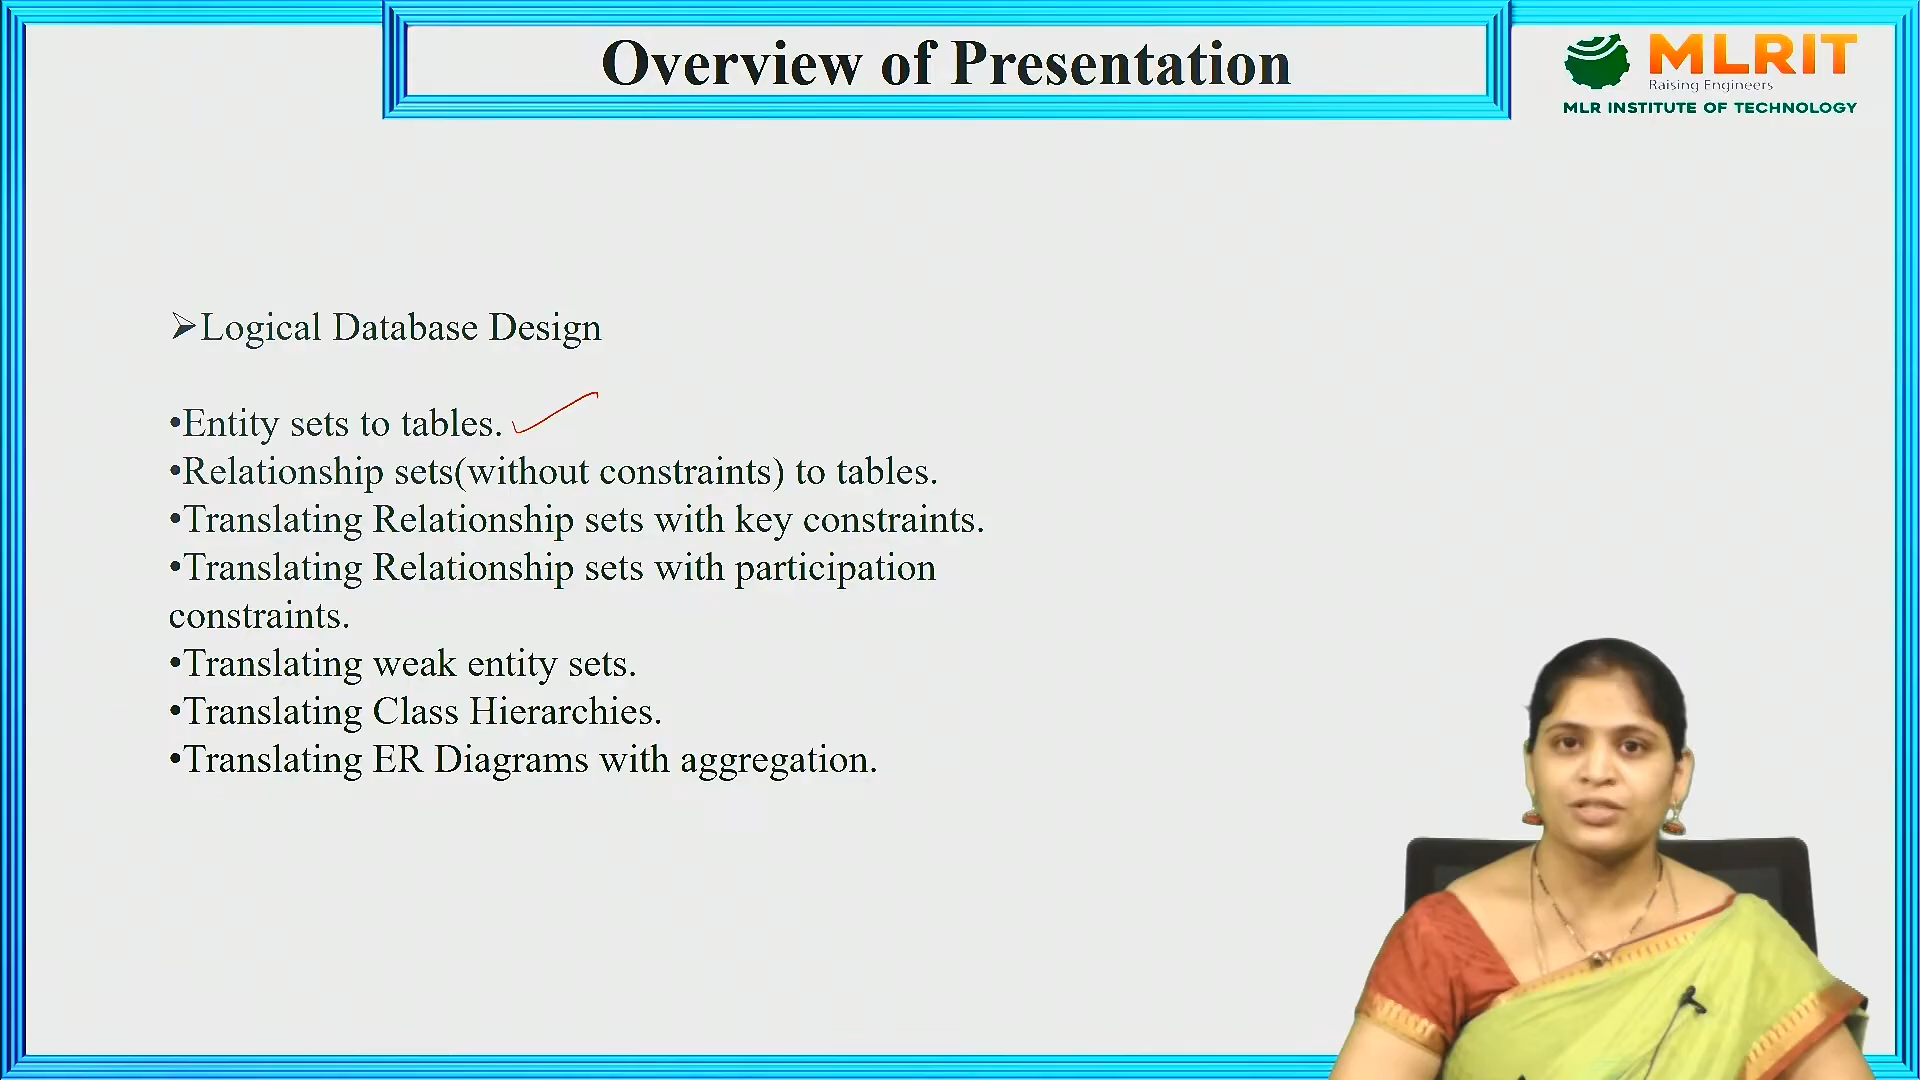 Overview of Presentation
MLRIT
Raising Engineers
MLR INSTITUTE OF TECHNOLOGY
➢Logical Database Design
•Entity sets to tables.
•Relationship sets(without constraints) to tables.
•Translating Relationship sets with key constraints.
•Translating Relationship sets with participation
constraints.
•Translating weak entity sets.
•Translating Class Hierarchies.
•Translating ER Diagrams with aggregation.